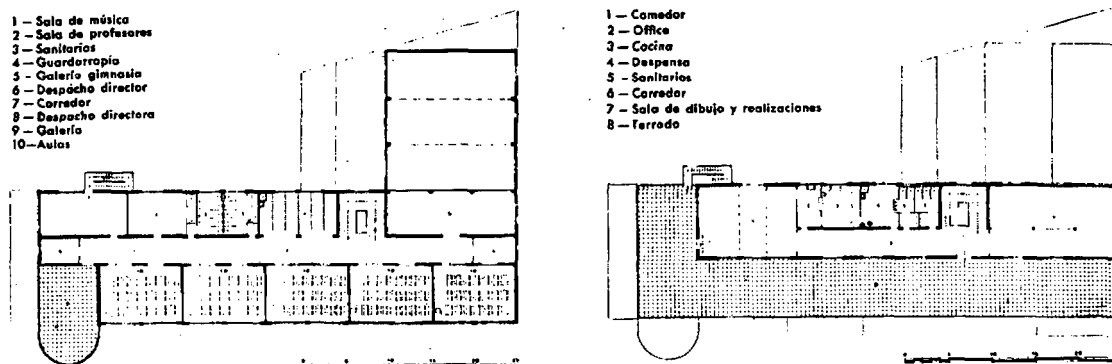 1 — Sala de música
2 — Sala de profesores
3 — Sanitarios
4 — Guardarropía
5 - Galería gimnasia
6 — Despacho director
7 — Corredor
8 — Despacho directora
9 — Galería
10—Aulas
1 — Comedor
2 — Office
3 — Cocina
4 — Despensa
5 — Sanitarios
6 — Corredor
7 — Sala de dibujo y realizaciones
8 — Terrado